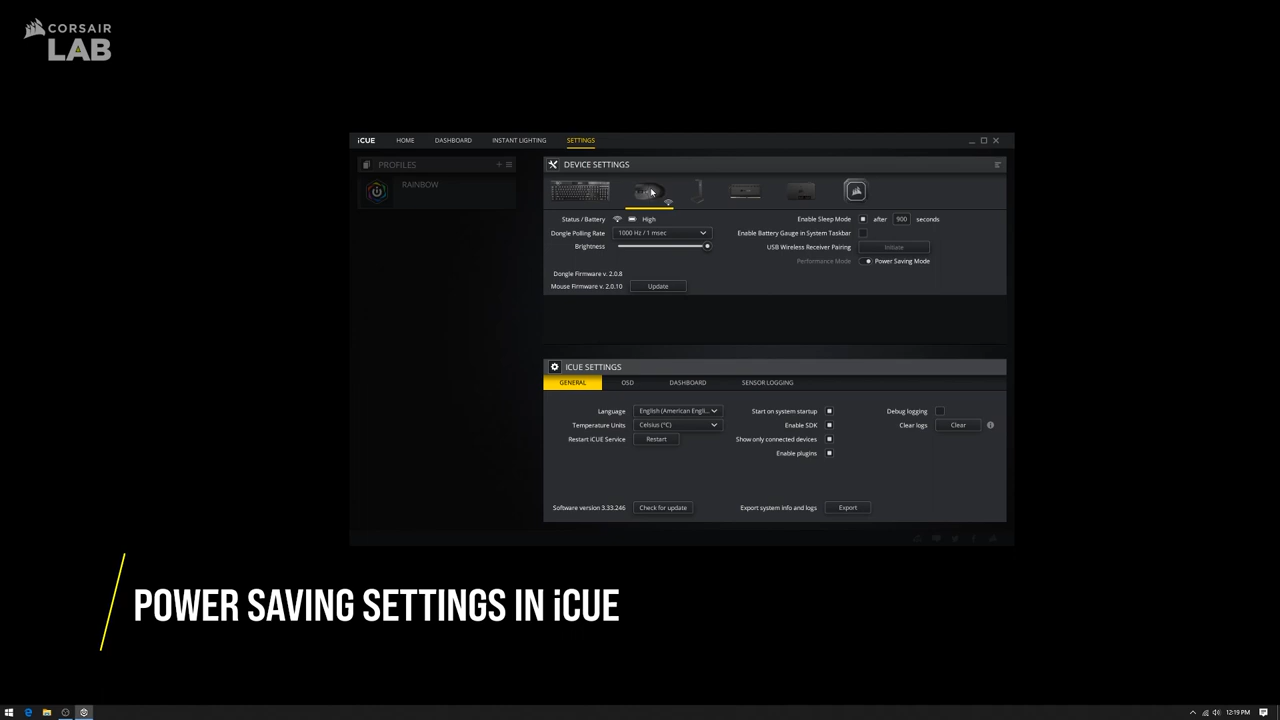 CORSAIR
LAB
iCUE HOME DASHBOARD INSTANT LIGHTING SETTINGS
PROFILES
RAINBOW
DEVICE SETTINGS
Status / Battery High
Dongle Polling Rate 1000 Hz / 1 msec
Brightness
Dongle Firmware v. 2.0.8
Mouse Firmware v. 2.0.10 Update
Enable Sleep Mode after 900 seconds
Enable Battery Gauge in System Taskbar
USB Wireless Receiver Pairing Initiate
Performance Mode Power Saving Mode
iCUE SETTINGS
GENERAL OSD DASHBOARD SENSOR LOGGING
Language English (American Engli...
Temperature Units Celsius (°C)
Restart iCUE Service Restart
Start on system startup
Enable SDK
Show only connected devices
Enable plugins
Debug logging
Clear logs Clear
Software version 3.33.246 Check for update
Export system info and logs Export
POWER SAVING SETTINGS IN iCUE
12:19 PM